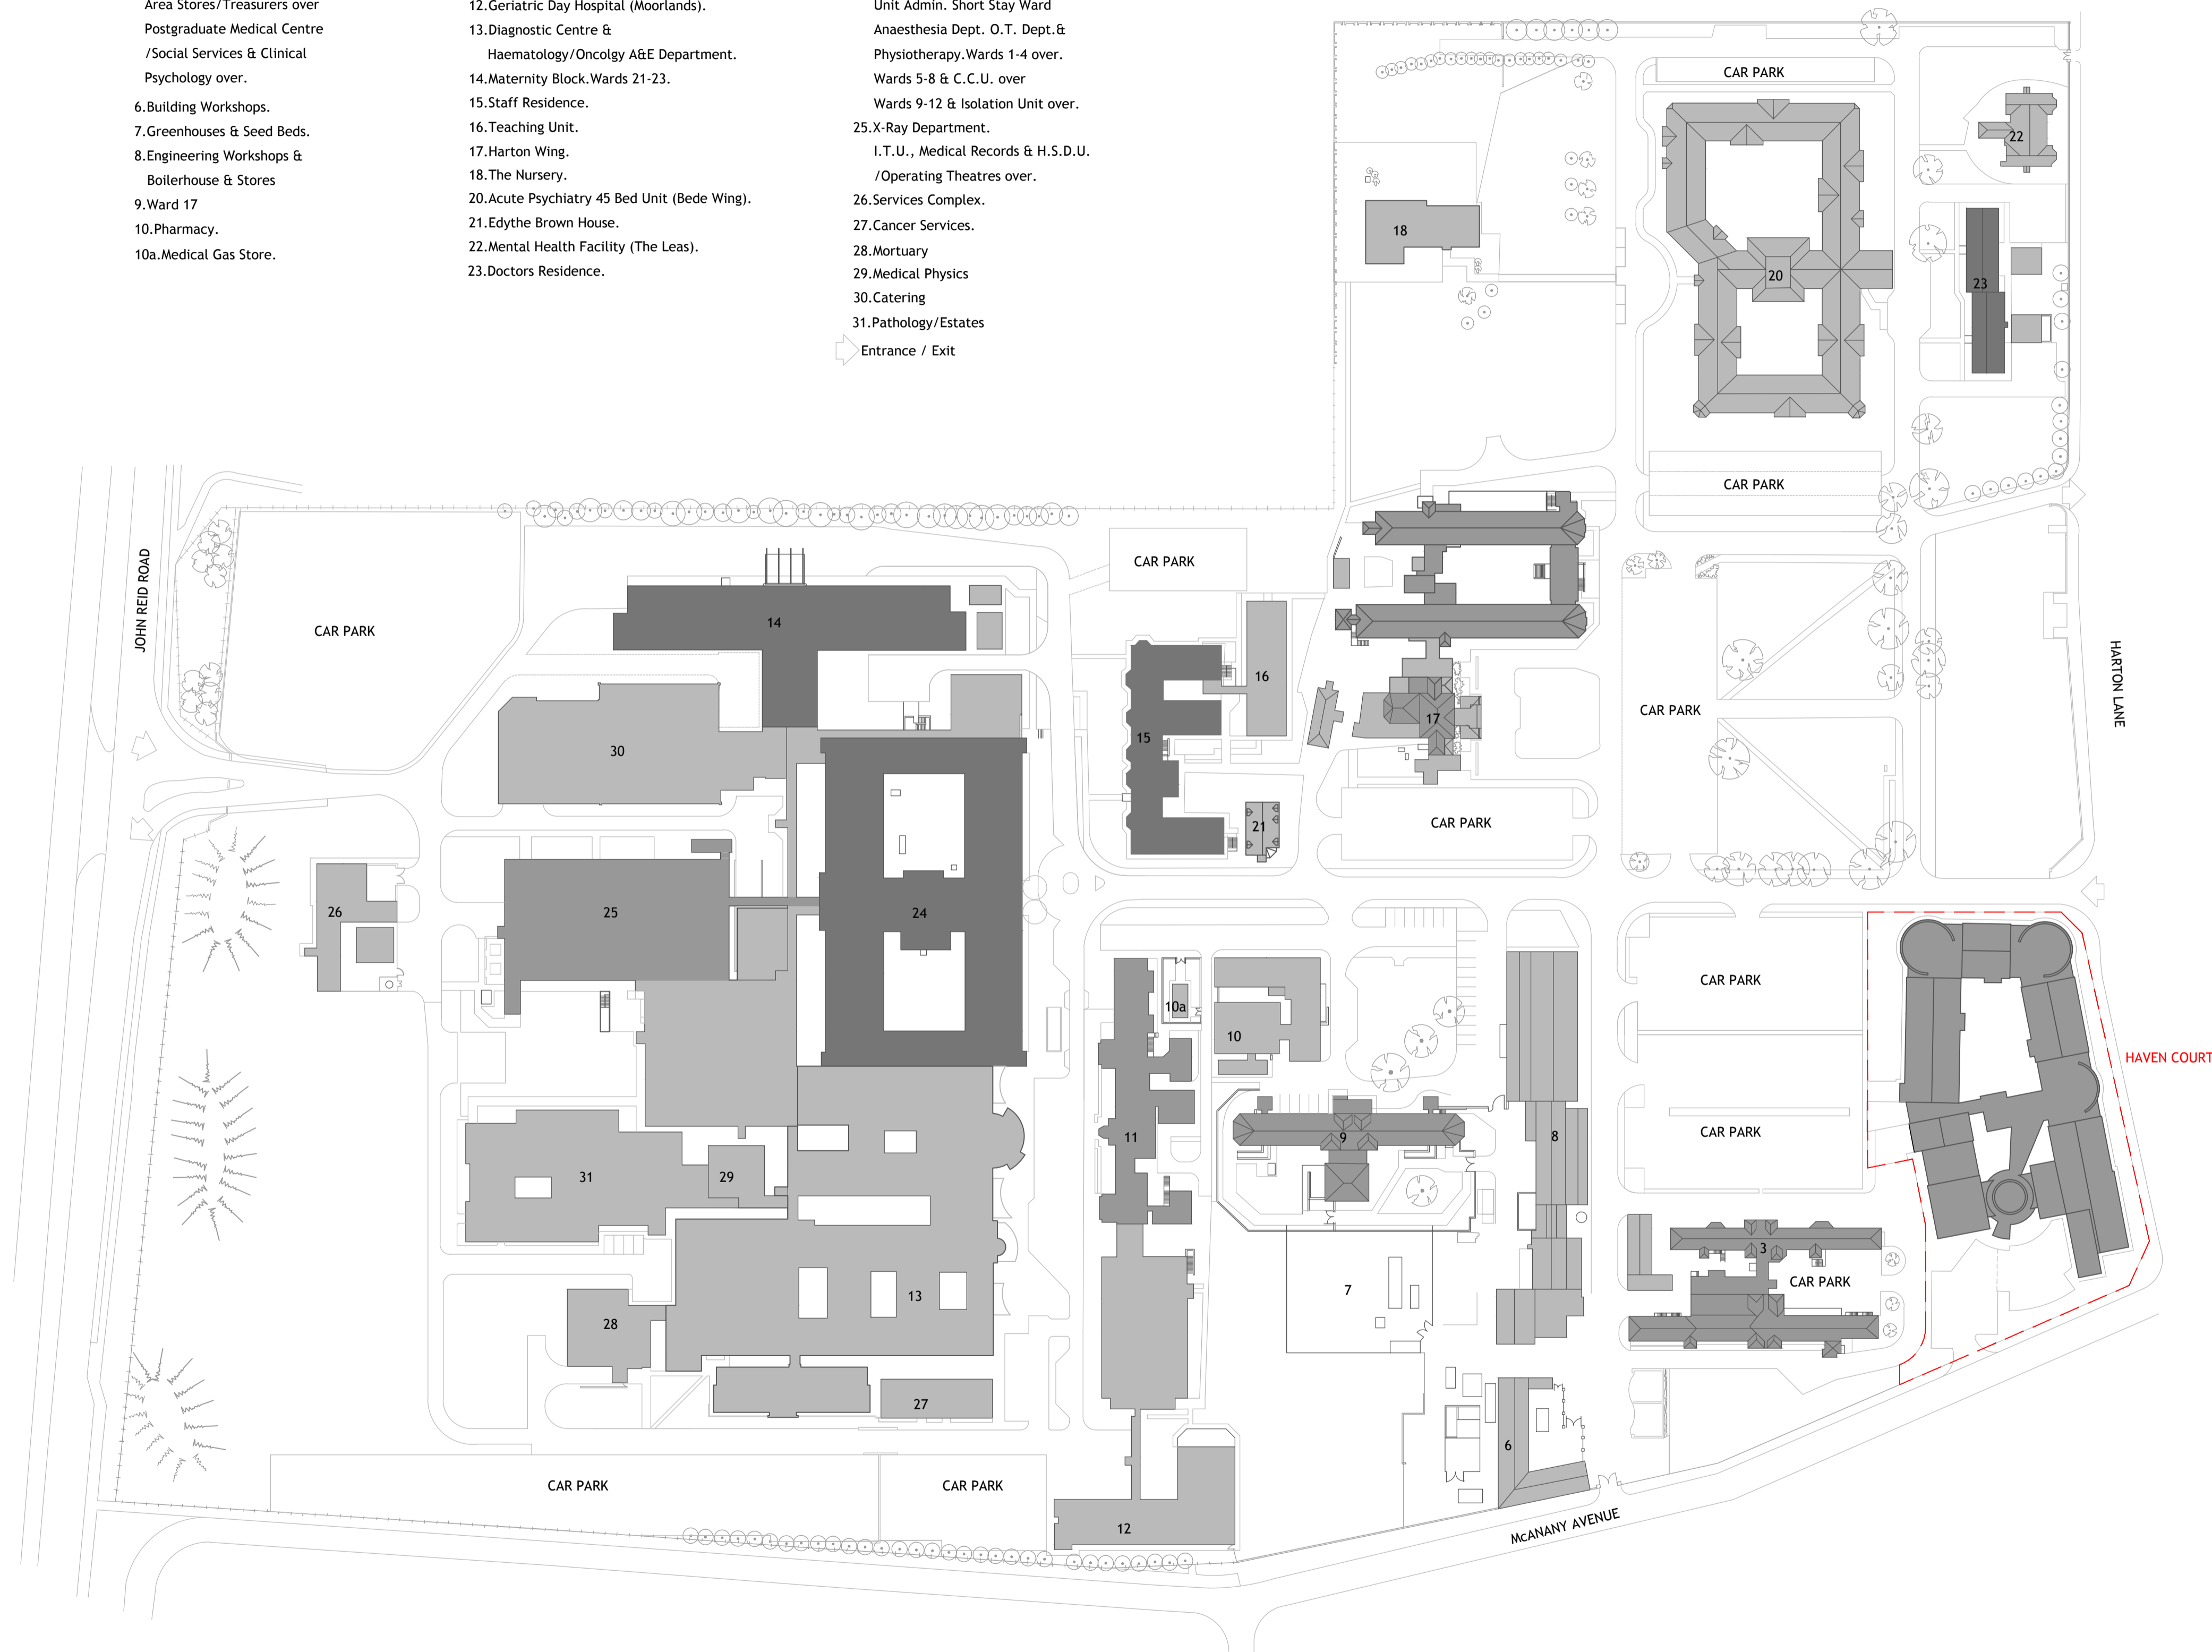 Area Stores/Treasurers over
Postgraduate Medical Centre
/Social Services & Clinical
Psychology over.
6.Building Workshops.
7.Greenhouses & Seed Beds.
8.Engineering Workshops &
Boilerhouse & Stores
9.Ward 17
10.Pharmacy.
10a.Medical Gas Store.
12.Geriatric Day Hospital (Moorlands).
13.Diagnostic Centre &
Haematology/Oncolgy A&E Department.
14.Maternity Block.Wards 21-23.
15.Staff Residence.
16.Teaching Unit.
17.Harton Wing.
18.The Nursery.
20.Acute Psychiatry 45 Bed Unit (Bede Wing).
21.Edythe Brown House.
22.Mental Health Facility (The Leas).
23.Doctors Residence.
Unit Admin. Short Stay Ward
Anaesthesia Dept. O.T. Dept.&
Physiotherapy.Wards 1-4 over.
Wards 5-8 & C.C.U. over
Wards 9-12 & Isolation Unit over.
25.X-Ray Department.
I.T.U., Medical Records & H.S.D.U.
/Operating Theatres over.
26.Services Complex.
27.Cancer Services.
28.Mortuary
29.Medical Physics
30.Catering
31.Pathology/Estates
Entrance / Exit
CAR PARK
22
18
20
23
CAR PARK
JOHN REID ROAD
CAR PARK
CAR PARK
14
16
15
17
CAR PARK
HARTON LANE
30
21
CAR PARK
26
25
24
CAR PARK
10a
10
HAVEN COURT
11
9
8
CAR PARK
31
29
3
CAR PARK
7
13
28
27
6
CAR PARK
CAR PARK
12
McANANY AVENUE